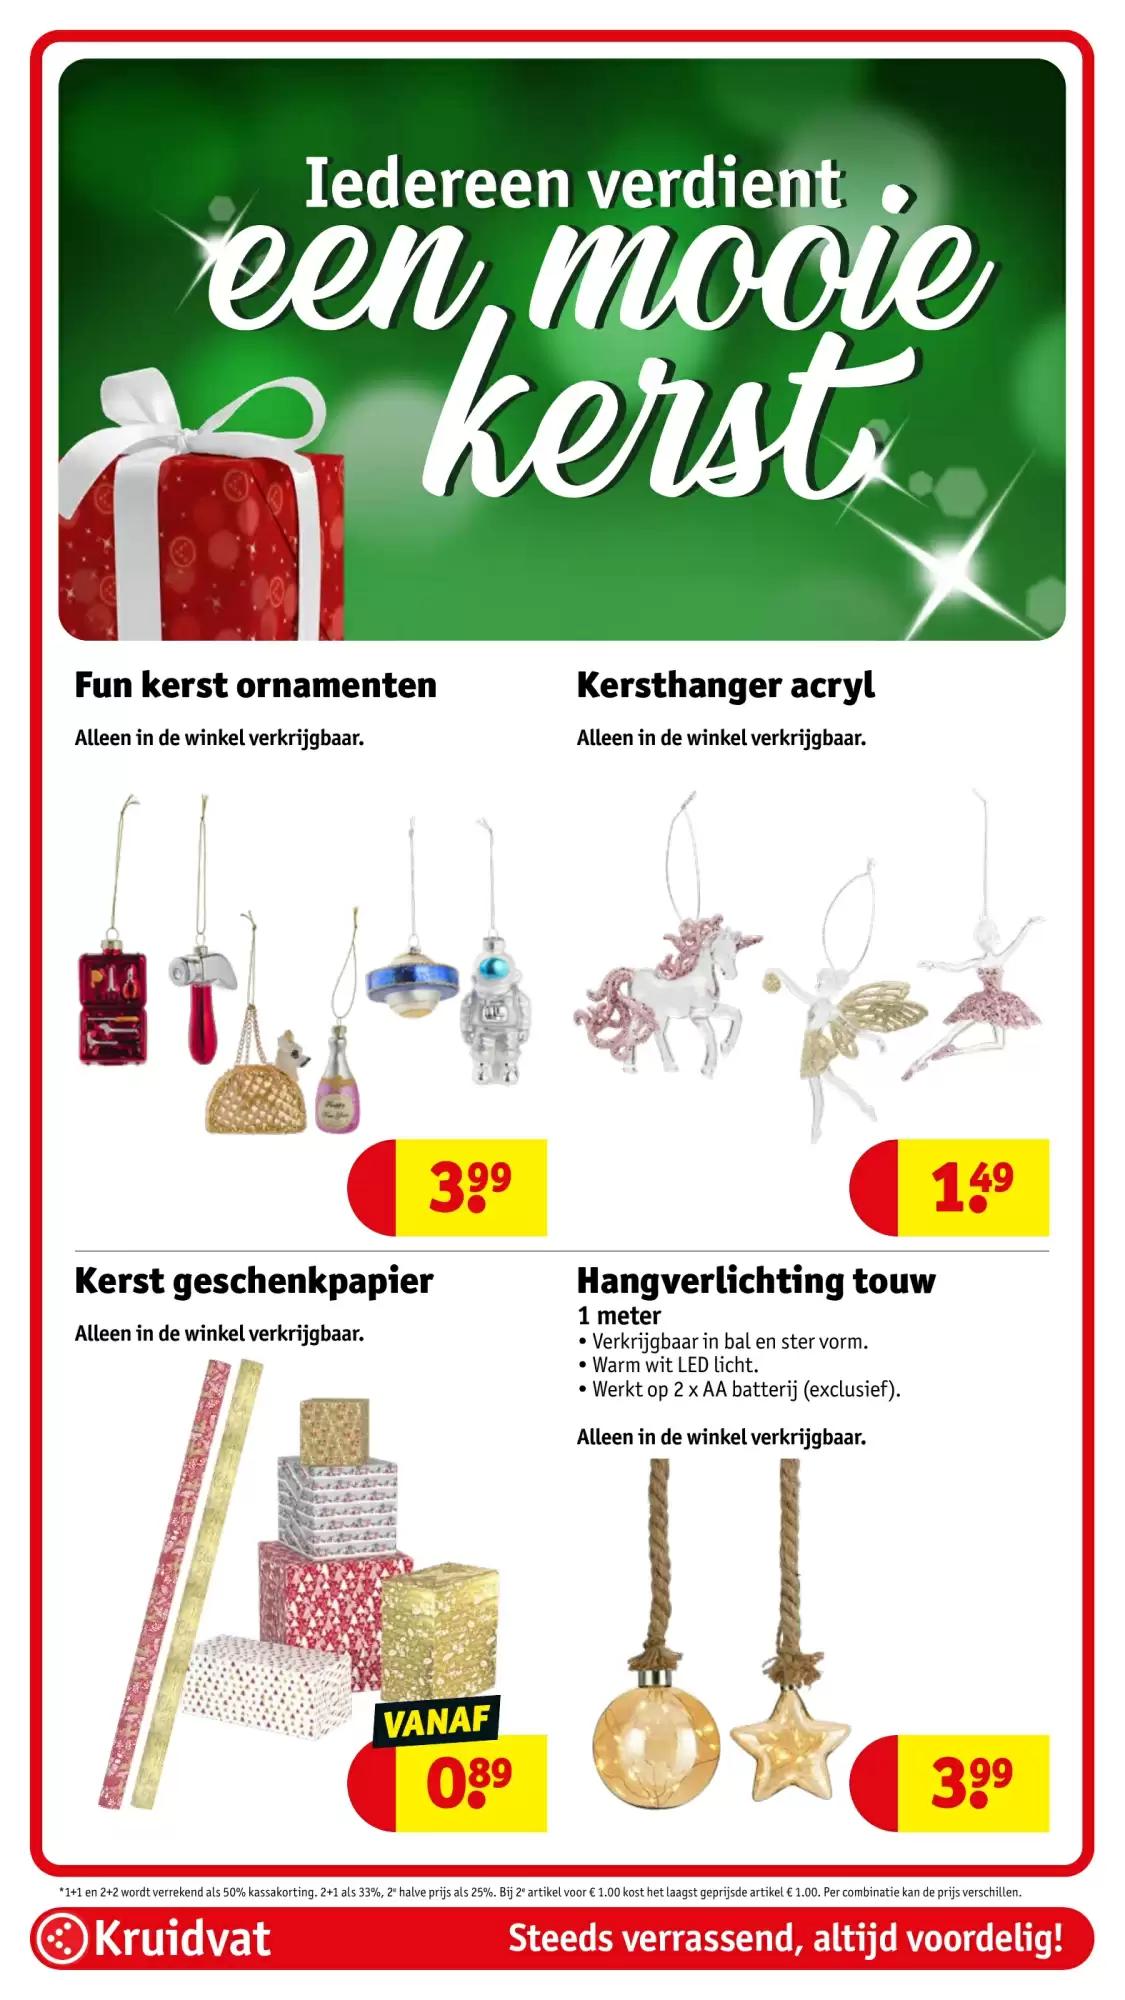 Iedereen verdient
een mooie
kerst
Fun kerst ornamenten
Alleen in de winkel verkrijgbaar.
3.99
Kersthanger acryl
Alleen in de winkel verkrijgbaar.
1.49
Kerst geschenkpapier
Alleen in de winkel verkrijgbaar.
VANAF
0.89
Hangverlichting touw
1 meter
• Verkrijgbaar in bal en ster vorm.
• Warm wit LED licht.
• Werkt op 2 x AA batterij (exclusief).
Alleen in de winkel verkrijgbaar.
3.99
*1+1 en 2+2 wordt verrekend als 50% kassakorting. 2+1 als 33%, 2e halve prijs als 25%. Bij 2e artikel voor € 1.00 kost het laagst geprijsde artikel € 1.00. Per combinatie kan de prijs verschillen.
Kruidvat
Steeds verrassend, altijd voordelig!